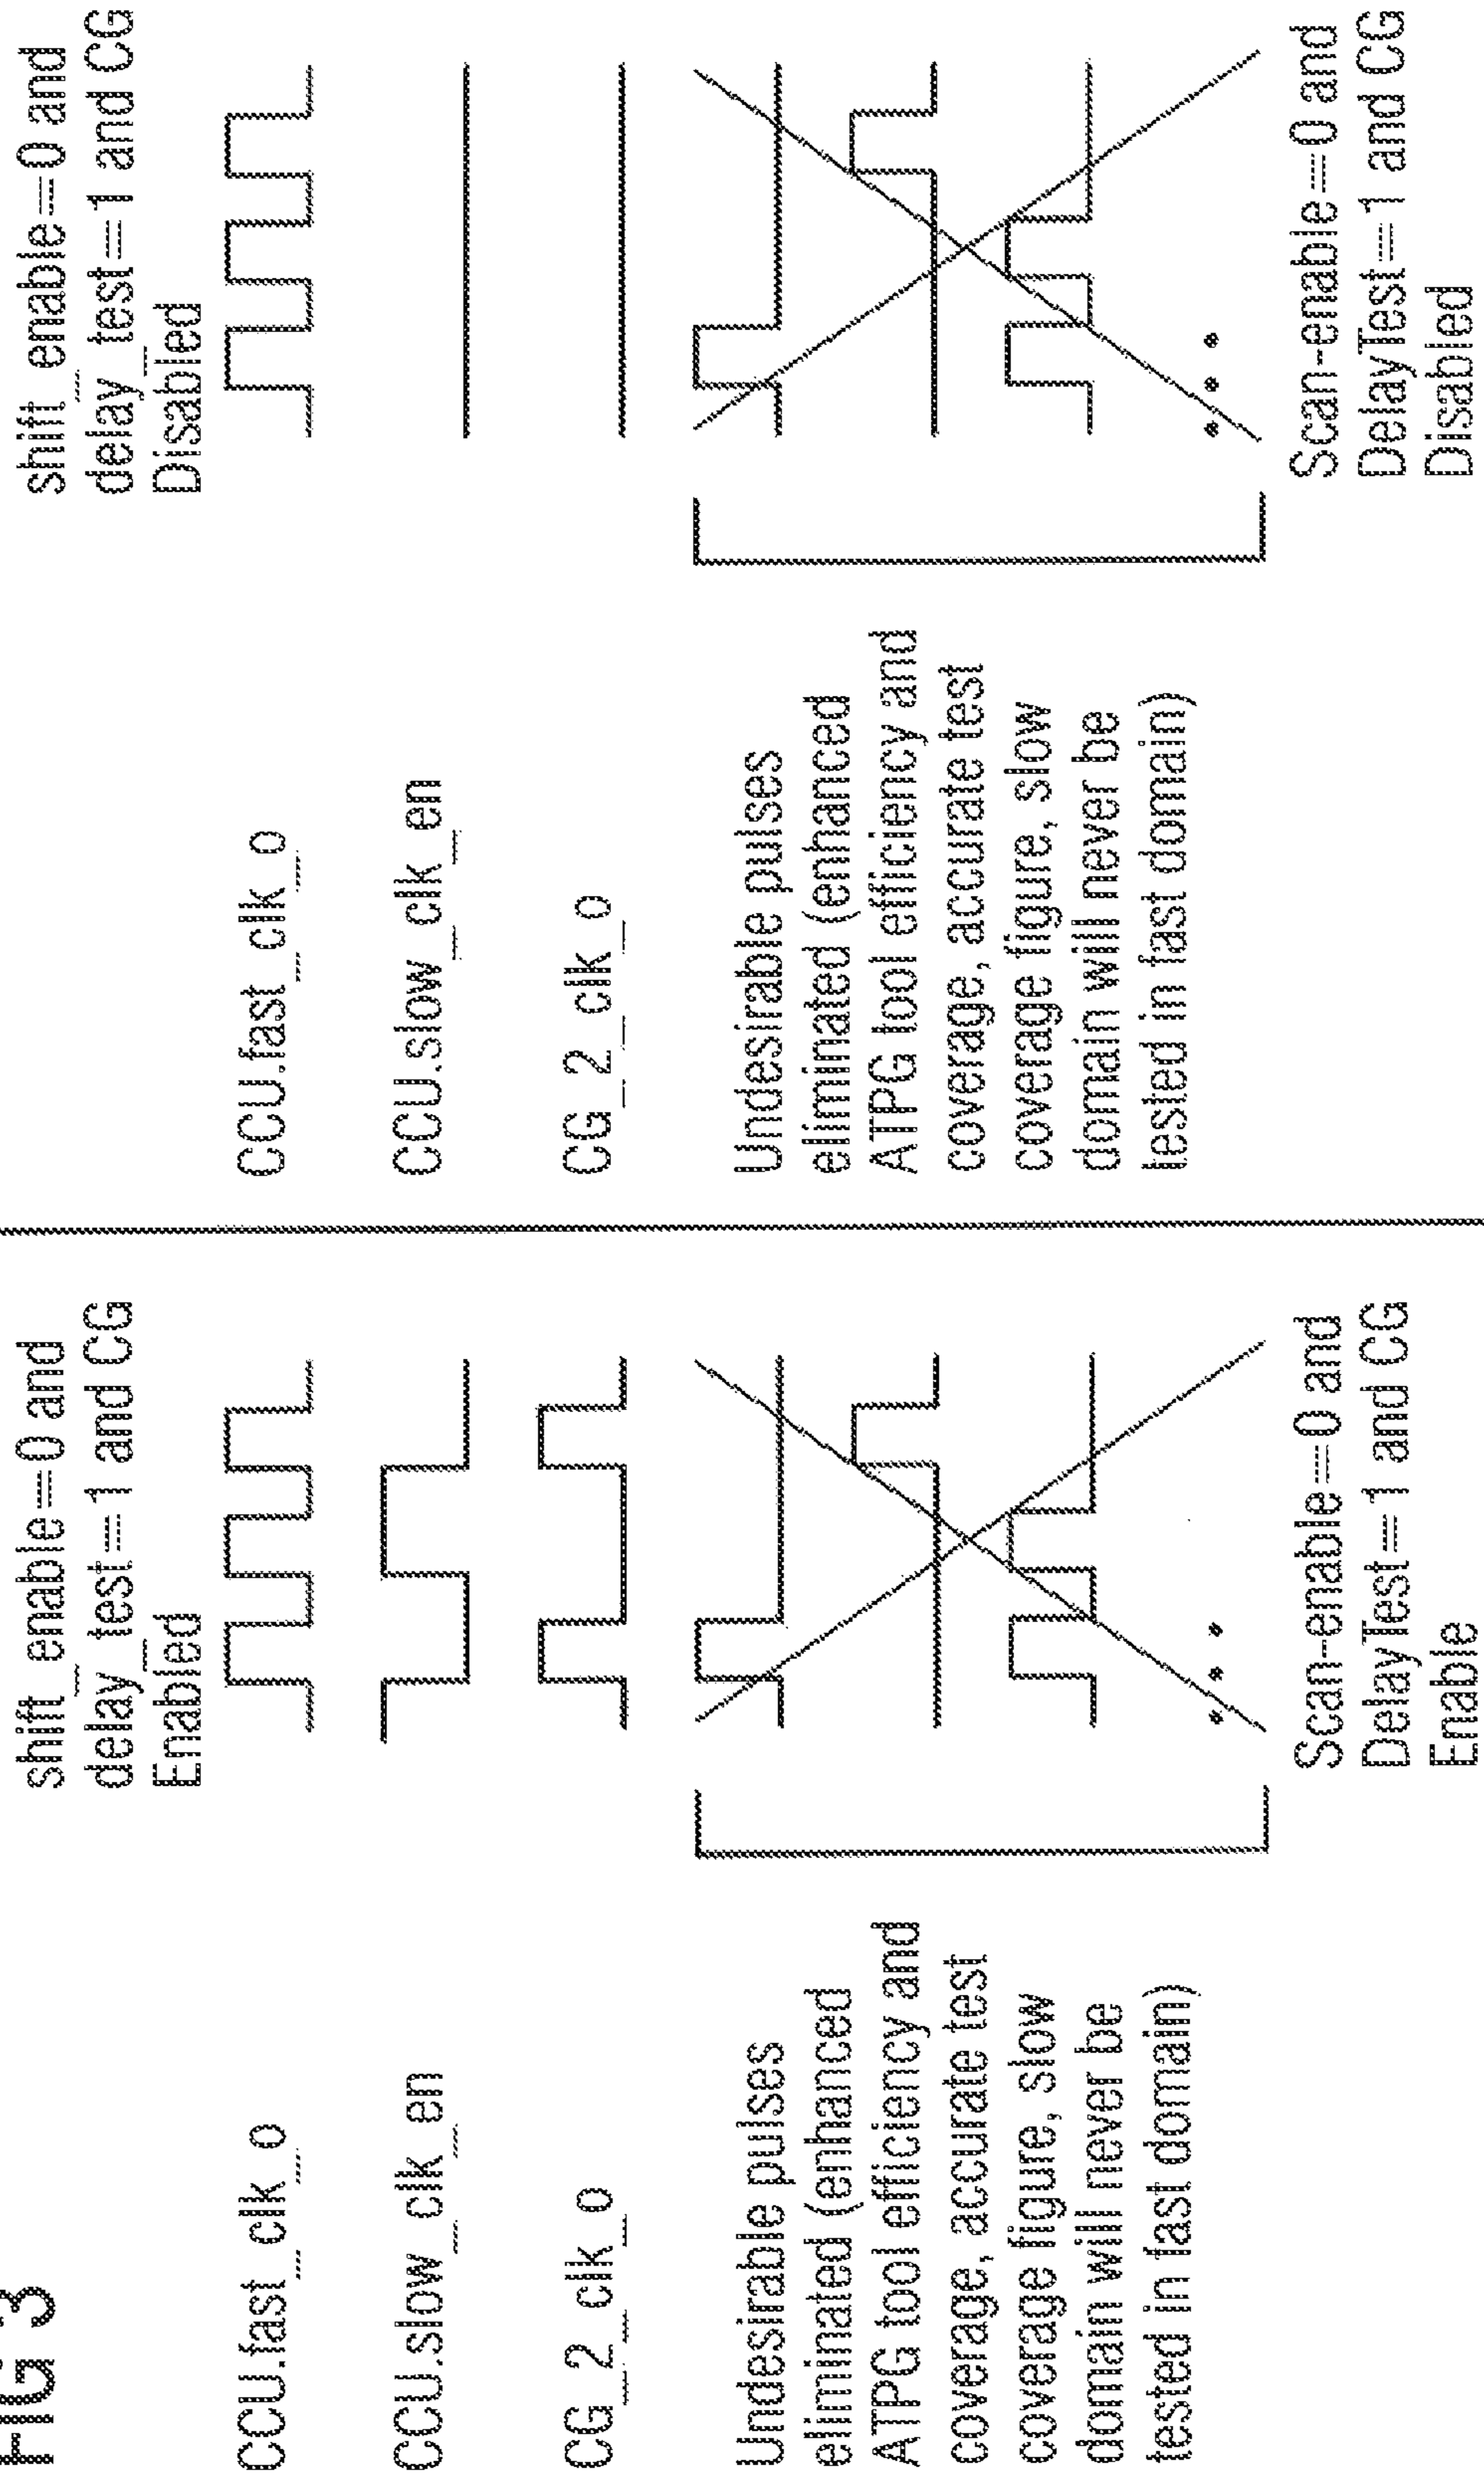 FIG 3
shift_enable=0 and
delay_test=1 and CG
Enabled
CCU.fast_clk_o
CCU.slow_clk_en
CG_2_clk_o
Undesirable pulses
eliminated (enhanced
ATPG tool efficiency and
coverage, accurate test
coverage figure, slow
domain will never be
tested in fast domain)
Scan-enable=0 and
DelayTest=1 and CG
Enable
shift_enable=0 and
delay_test=1 and CG
Disabled
CCU.fast_clk_o
CCU.slow_clk_en
CG_2_clk_o
Undesirable pulses
eliminated (enhanced
ATPG tool efficiency and
coverage, accurate test
coverage figure, slow
domain will never be
tested in fast domain)
Scan-enable=0 and
DelayTest=1 and CG
Disabled